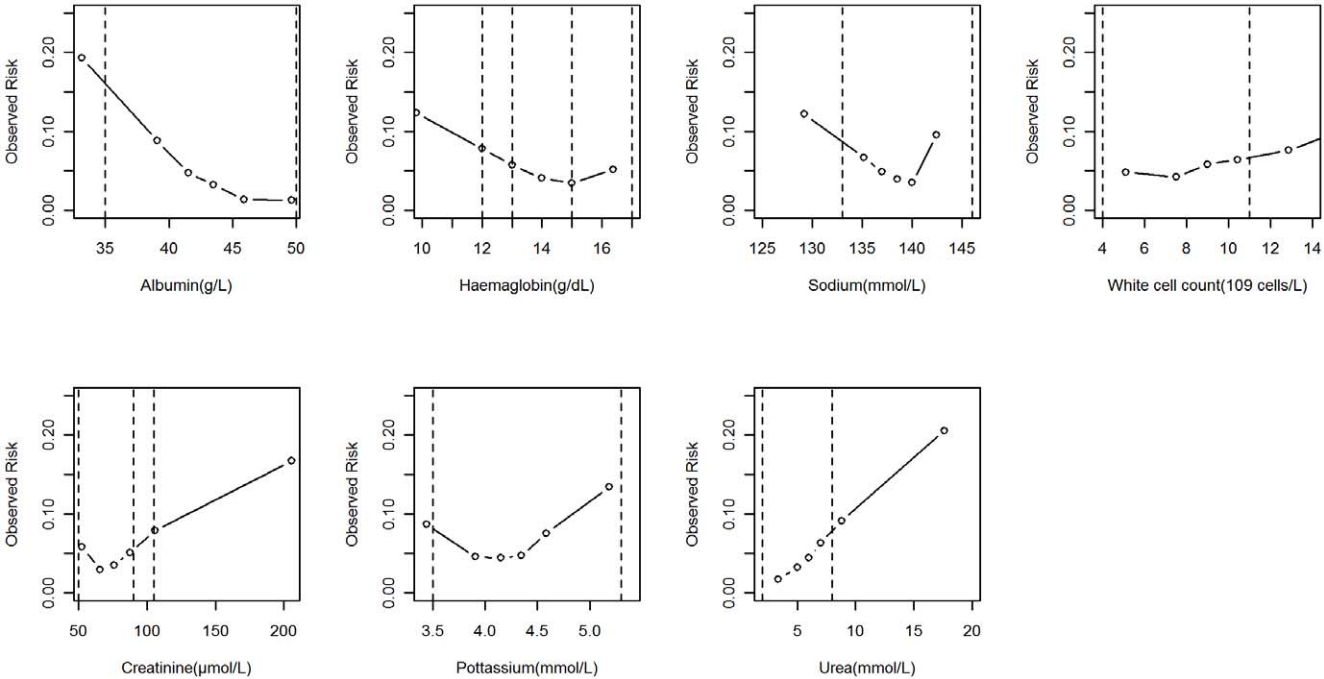 Observed Risk
0.00 0.10 0.20
35 40 45 50
Albumin(g/L)
Observed Risk
0.00 0.10 0.20
10 12 14 16
Haemaglobin(g/dL)
Observed Risk
0.00 0.10 0.20
125 130 135 140 145
Sodium(mmol/L)
Observed Risk
0.00 0.10 0.20
4 6 8 10 12 14
White cell count(109 cells/L)
Observed Risk
0.00 0.10 0.20
50 100 150 200
Creatinine(μmol/L)
Observed Risk
0.00 0.10 0.20
3.5 4.0 4.5 5.0
Pottassium(mmol/L)
Observed Risk
0.00 0.10 0.20
5 10 15 20
Urea(mmol/L)